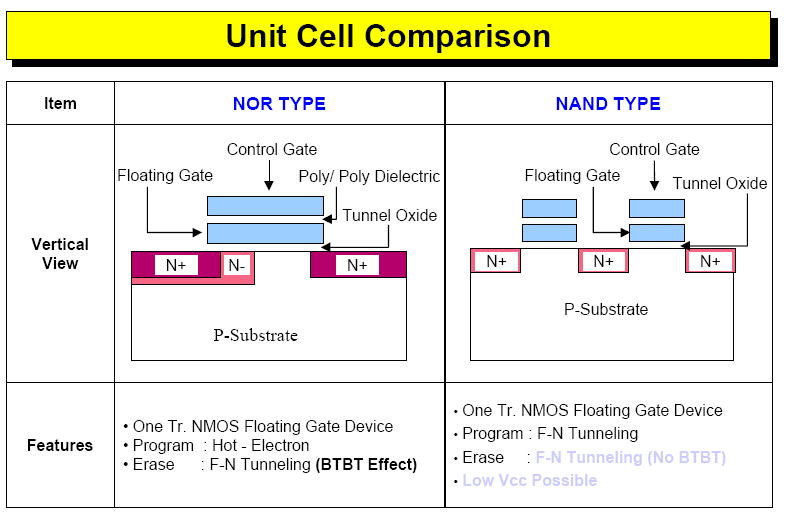 Unit Cell Comparison
Item
NOR TYPE
NAND TYPE
Vertical
View
Control Gate
Floating Gate
Poly/ Poly Dielectric
Tunnel Oxide
N+
N-
N+
P-Substrate
Control Gate
Floating Gate
Tunnel Oxide
N+
N+
N+
P-Substrate
Features
• One Tr. NMOS Floating Gate Device
• Program : Hot - Electron
• Erase : F-N Tunneling (BTBT Effect)
• One Tr. NMOS Floating Gate Device
• Program : F-N Tunneling
• Erase : F-N Tunneling (No BTBT)
• Low Vcc Possible